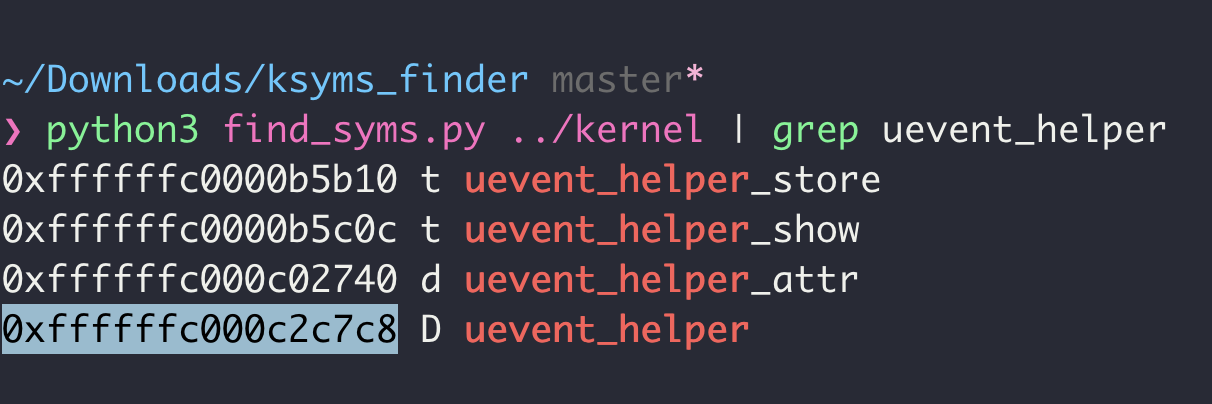 ~/Downloads/ksyms_finder master*
❯ python3 find_syms.py ../kernel | grep uevent_helper
0xffffffc0000b5b10 t uevent_helper_store
0xffffffc0000b5c0c t uevent_helper_show
0xffffffc000c02740 d uevent_helper_attr
0xffffffc000c2c7c8 D uevent_helper